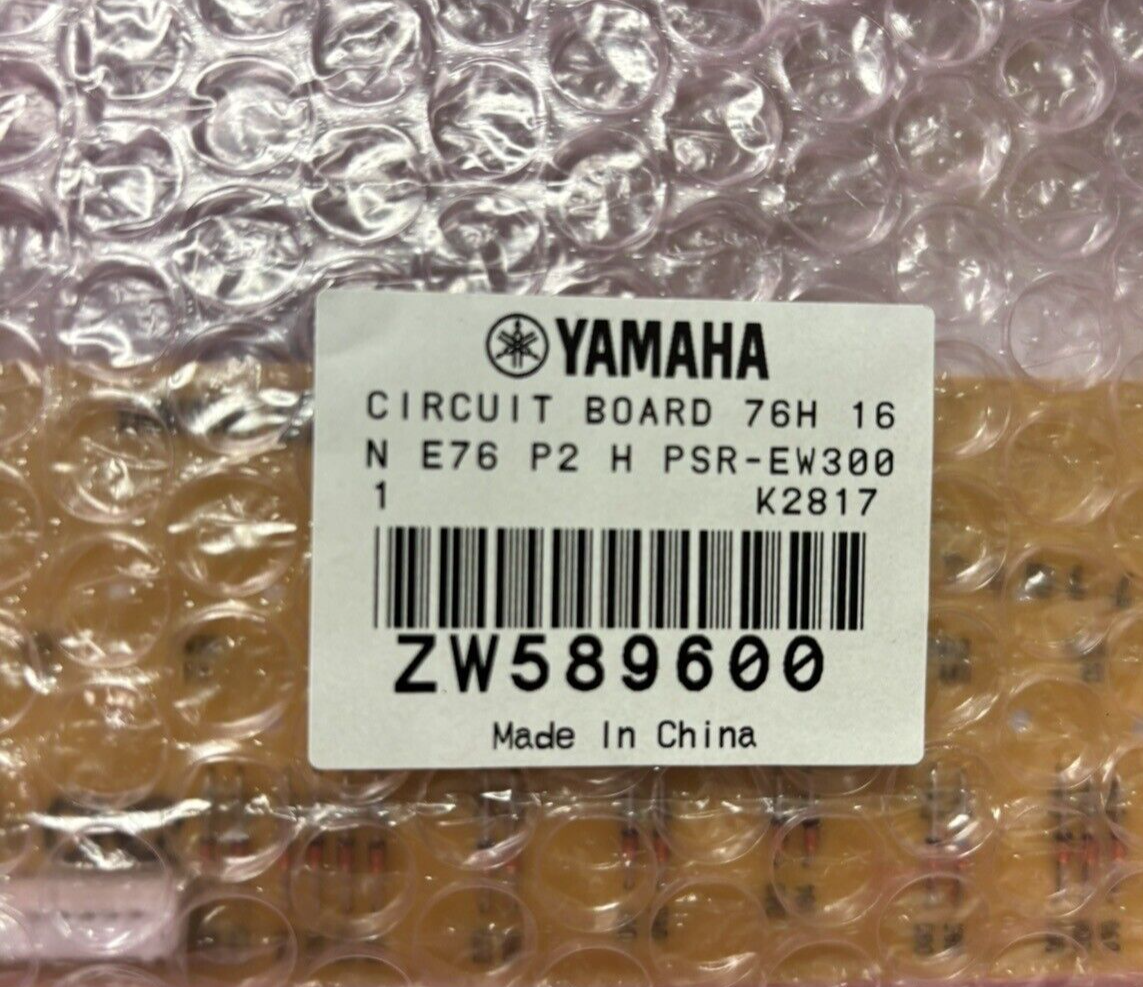 YAMAHA
CIRCUIT BOARD 76H 16
N E76 P2 H PSR-EW300
1 K2817
ZW589600
Made In China